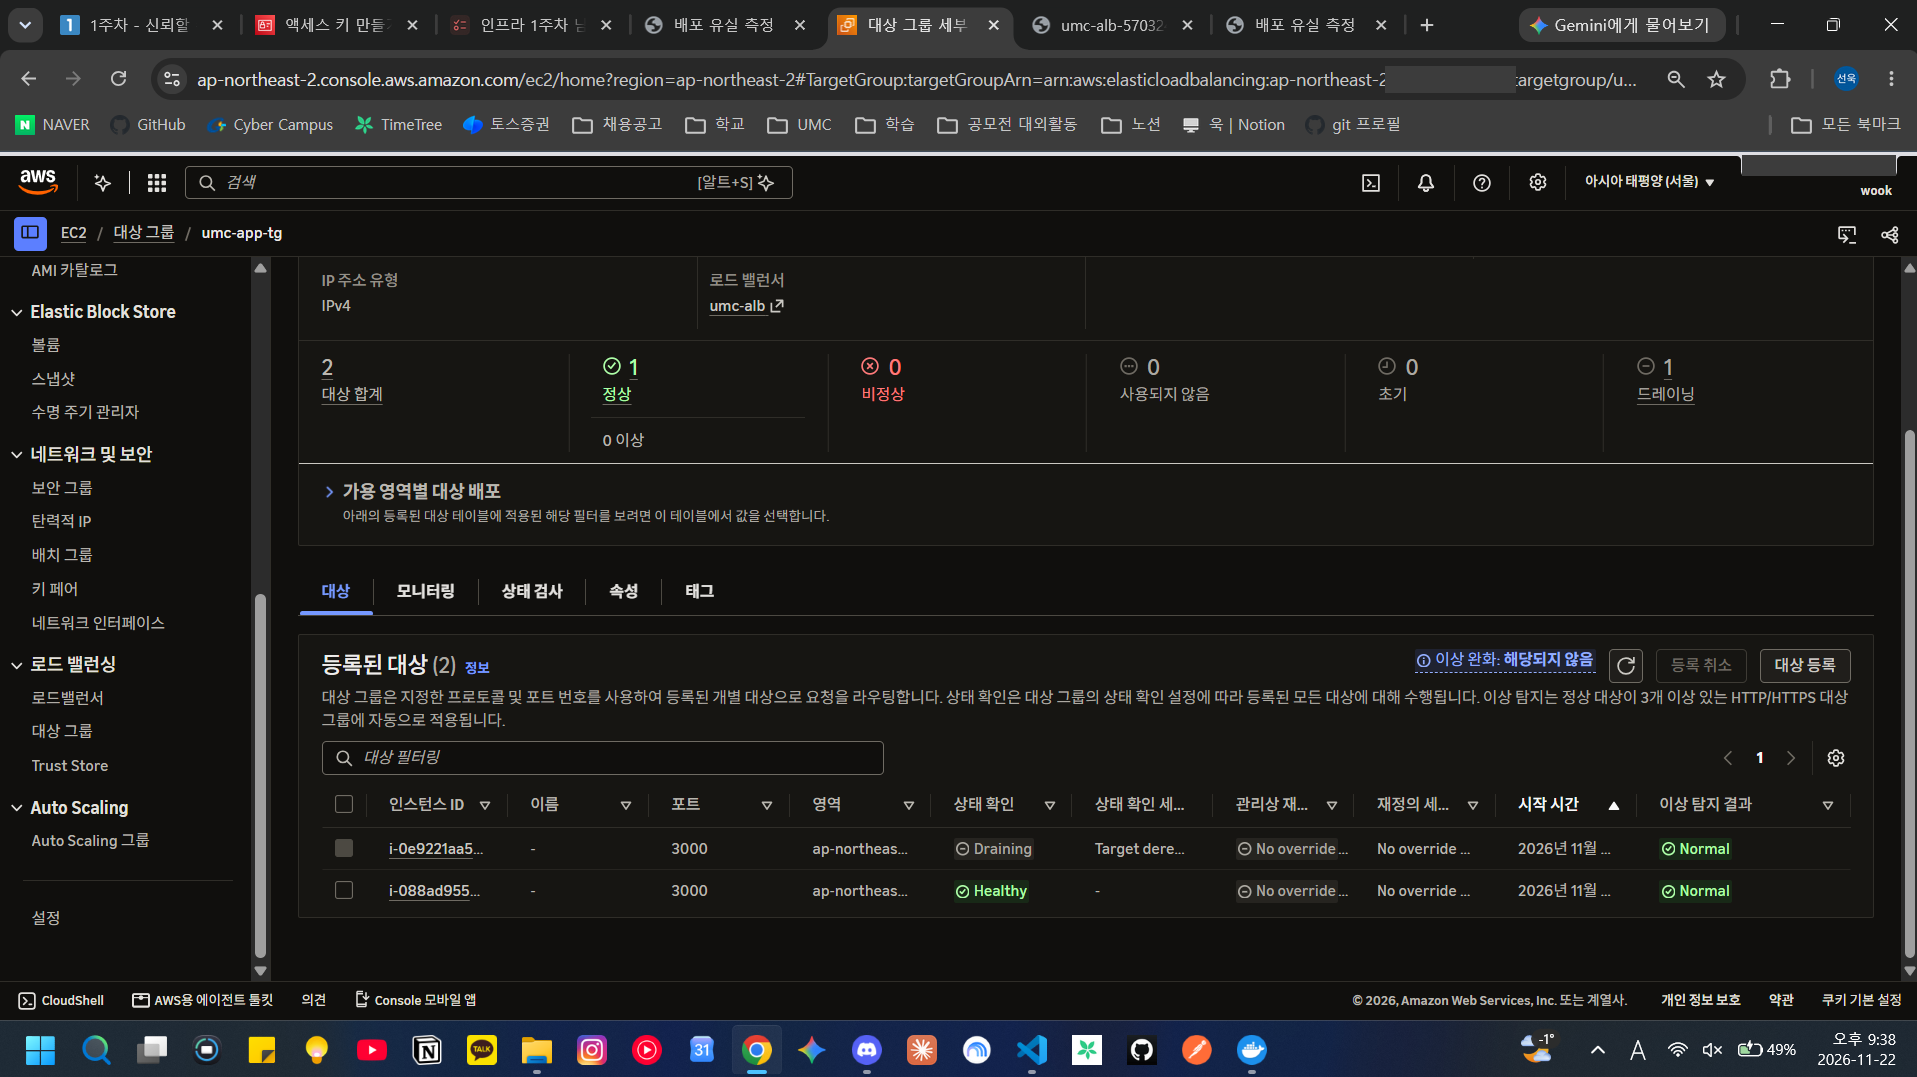 1주차 - 신뢰할
액세스 키 만들기
인프라 1주차
배포 유실 측정
대상 그룹 세부
umc-alb-57032
배포 유실 측정
Gemini에게 물어보기
ap-northeast-2.console.aws.amazon.com/ec2/home?region=ap-northeast-2#TargetGroup:targetGroupArn=arn:aws:elasticloadbalancing:ap-northeast-2
targetgroup/u...
선욱
NAVER
GitHub
Cyber Campus
TimeTree
토스증권
채용공고
학교
UMC
학습
공모전 대외활동
노션
욱 | Notion
git 프로필
모든 북마크
aws
검색
[알트+S]
아시아 태평양 (서울)
wook
EC2 / 대상 그룹 / umc-app-tg
AMI 카탈로그
Elastic Block Store
볼륨
스냅샷
수명 주기 관리자
네트워크 및 보안
보안 그룹
탄력적 IP
배치 그룹
키 페어
네트워크 인터페이스
로드 밸런싱
로드밸런서
대상 그룹
Trust Store
Auto Scaling
Auto Scaling 그룹
설정
IP 주소 유형
IPv4
로드 밸런서
umc-alb
2
대상 합계
1
정상
0 이상
0
비정상
0
사용되지 않음
0
초기
1
드레이닝
가용 영역별 대상 배포
아래의 등록된 대상 테이블에 적용된 해당 필터를 보려면 이 테이블에서 값을 선택합니다.
대상
모니터링
상태 검사
속성
태그
등록된 대상 (2) 정보
이상 완화: 해당되지 않음
등록 취소
대상 등록
대상 그룹은 지정한 프로토콜 및 포트 번호를 사용하여 등록된 개별 대상으로 요청을 라우팅합니다. 상태 확인은 대상 그룹의 상태 확인 설정에 따라 등록된 모든 대상에 대해 수행됩니다. 이상 탐지는 정상 대상이 3개 이상 있는 HTTP/HTTPS 대상
그룹에 자동으로 적용됩니다.
대상 필터링
1
인스턴스 ID 이름 포트 영역 상태 확인 상태 확인 세... 관리상 재... 재정의 세... 시작 시간 이상 탐지 결과
i-0e9221aa5... - 3000 ap-northeas... Draining Target dere... No override ... No override ... 2026년 11월 ... Normal
i-088ad955... - 3000 ap-northeas... Healthy - No override ... No override ... 2026년 11월 ... Normal
CloudShell
AWS용 에이전트 툴킷
의견
Console 모바일 앱
© 2026, Amazon Web Services, Inc. 또는 계열사.
개인 정보 보호
약관
쿠키 기본 설정
TALK
31
-1°
A
49%
오후 9:38
2026-11-22